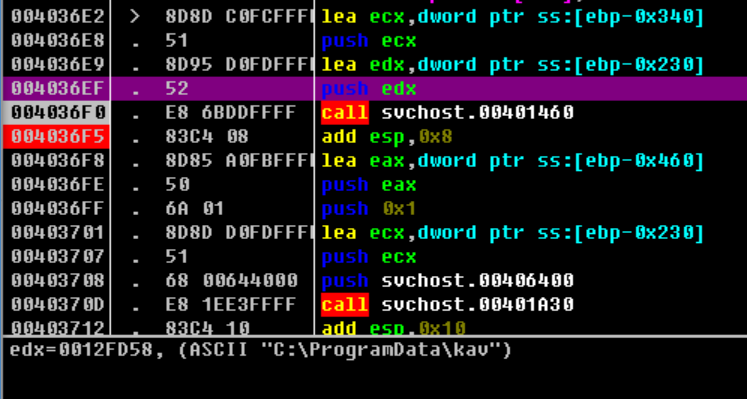 004036E2 > 8D8D C0FCFFFF lea ecx,dword ptr ss:[ebp-0x340]
004036E8 . 51 push ecx
004036E9 . 8D95 D0FDFFFF lea edx,dword ptr ss:[ebp-0x230]
004036EF . 52 push edx
004036F0 . E8 6BDDFFFF call svchost.00401460
004036F5 . 83C4 08 add esp,0x8
004036F8 . 8D85 A0FBFFFF lea eax,dword ptr ss:[ebp-0x460]
004036FE . 50 push eax
004036FF . 6A 01 push 0x1
00403701 . 8D8D D0FDFFFF lea ecx,dword ptr ss:[ebp-0x230]
00403707 . 51 push ecx
00403708 . 68 00644000 push svchost.00406400
0040370D . E8 1EE3FFFF call svchost.00401A30
00403712 . 83C4 10 add esp,0x10
edx=0012FD58, (ASCII "C:\ProgramData\kav")